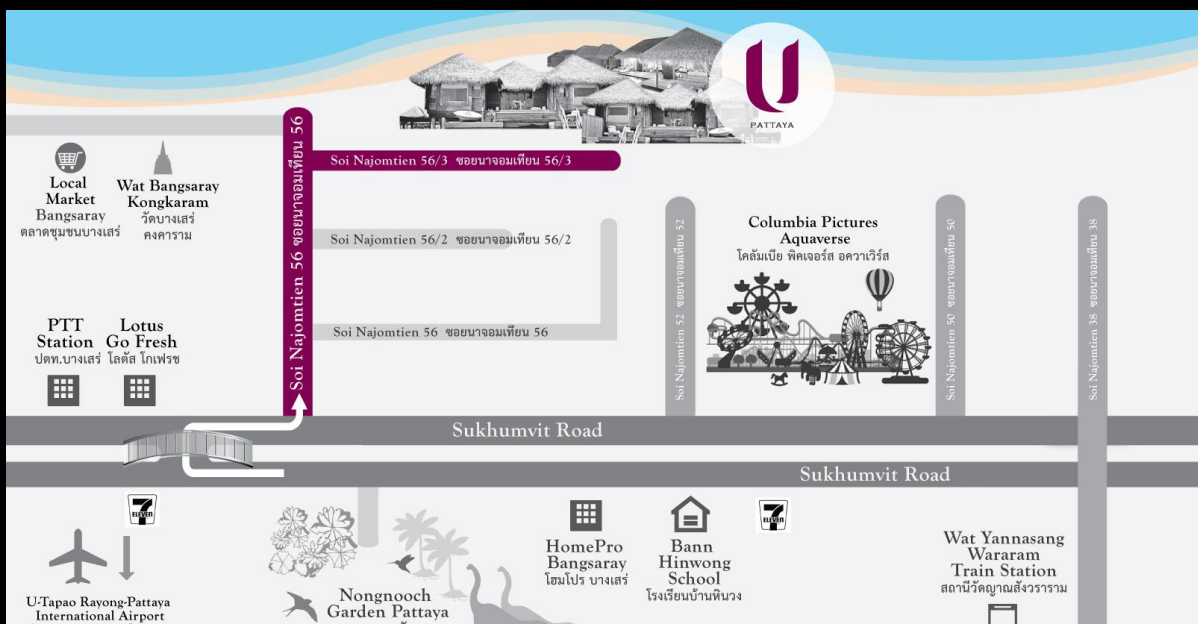 U
PATTAYA
Soi Najomtien 56 ซอยนาจอมเทียน 56
Soi Najomtien 56/3 ซอยนาจอมเทียน 56/3
Local
Market
Bangsaray
ตลาดชุมชนบางเสร่
Wat Bangsaray
Kongkaram
วัดบางเสร่
คงคาราม
Soi Najomtien 56/2 ซอยนาจอมเทียน 56/2
Soi Najomtien 56 ซอยนาจอมเทียน 56
Soi Najomtien 52 ซอยนาจอมเทียน 52
Columbia Pictures
Aquaverse
โคลัมเบีย พิคเจอร์ส อควาเวิร์ส
Soi Najomtien 50 ซอยนาจอมเทียน 50
Soi Najomtien 38 ซอยนาจอมเทียน 38
PTT
Station
ปตท.บางเสร่
Lotus
Go Fresh
โลตัส โกเฟรช
Sukhumvit Road
Sukhumvit Road
7
ELEVEN
U-Tapao Rayong-Pattaya
International Airport
Nongnooch
Garden Pattaya
HomePro
Bangsaray
โฮมโปร บางเสร่
Bann
Hinwong
School
โรงเรียนบ้านหินวง
7
ELEVEN
Wat Yannasang
Wararam
Train Station
สถานีวัดญาณสังวราราม